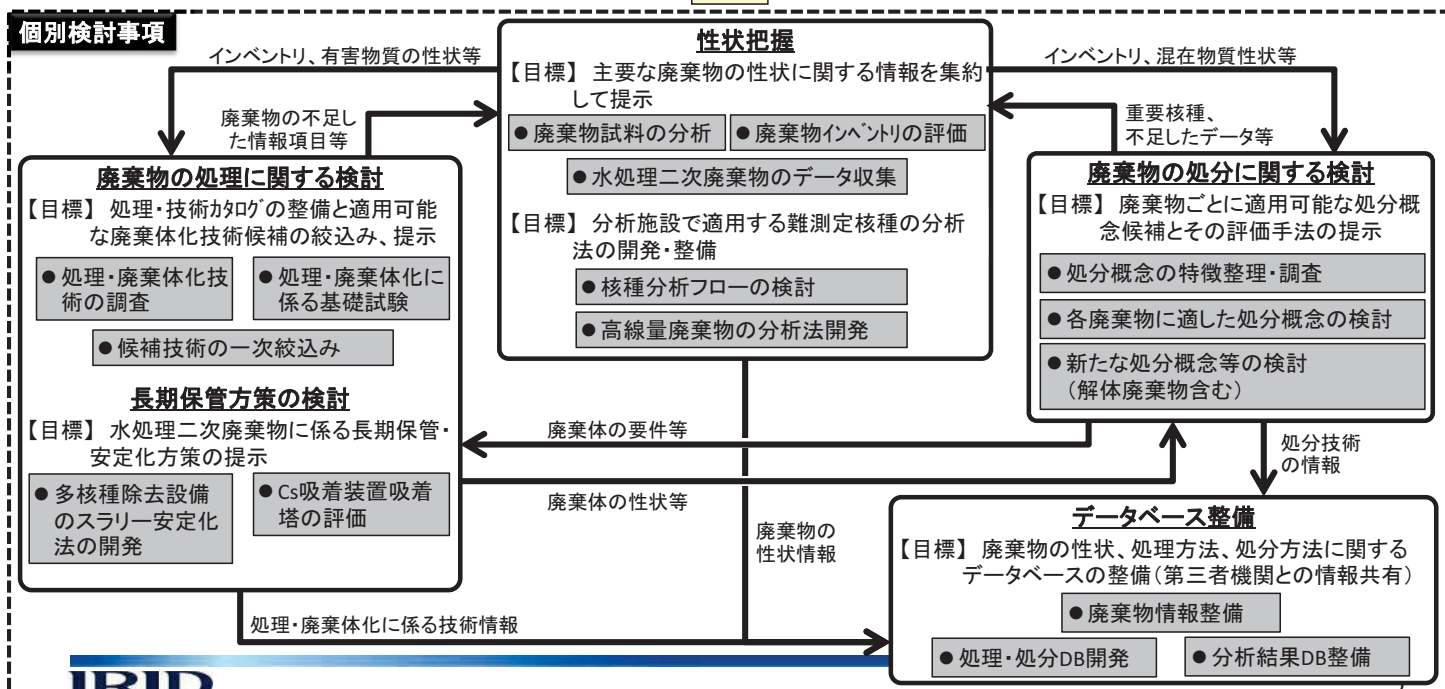 個別検討事項
インベントリ、有害物質の性状等
廃棄物の不足し
た情報項目等
性状把握
【目標】 主要な廃棄物の性状に関する情報を集約
して提示
● 廃棄物試料の分析
● 廃棄物インベントリの評価
● 水処理二次廃棄物のデータ収集
【目標】 分析施設で適用する難測定核種の分析
法の開発・整備
● 核種分析フローの検討
● 高線量廃棄物の分析法開発
インベントリ、混在物質性状等
重要核種、
不足したデータ等
廃棄物の処理に関する検討
【目標】 処理・技術カタログの整備と適用可能
な廃棄体化技術候補の絞込み、提示
● 処理・廃棄体化技
術の調査
● 処理・廃棄体化に
係る基礎試験
● 候補技術の一次絞込み
長期保管方策の検討
【目標】 水処理二次廃棄物に係る長期保管・
安定化方策の提示
● 多核種除去設備
のスラリー安定化
法の開発
● Cs吸着装置吸着
塔の評価
廃棄物の処分に関する検討
【目標】 廃棄物ごとに適用可能な処分概
念候補とその評価手法の提示
● 処分概念の特徴整理・調査
● 各廃棄物に適した処分概念の検討
● 新たな処分概念等の検討
(解体廃棄物含む)
廃棄体の要件等
廃棄体の性状等
処分技術
の情報
廃棄物の
性状情報
処理・廃棄体化に係る技術情報
データベース整備
【目標】 廃棄物の性状、処理方法、処分方法に関する
データベースの整備(第三者機関との情報共有)
● 廃棄物情報整備
● 処理・処分DB開発
● 分析結果DB整備
IRID